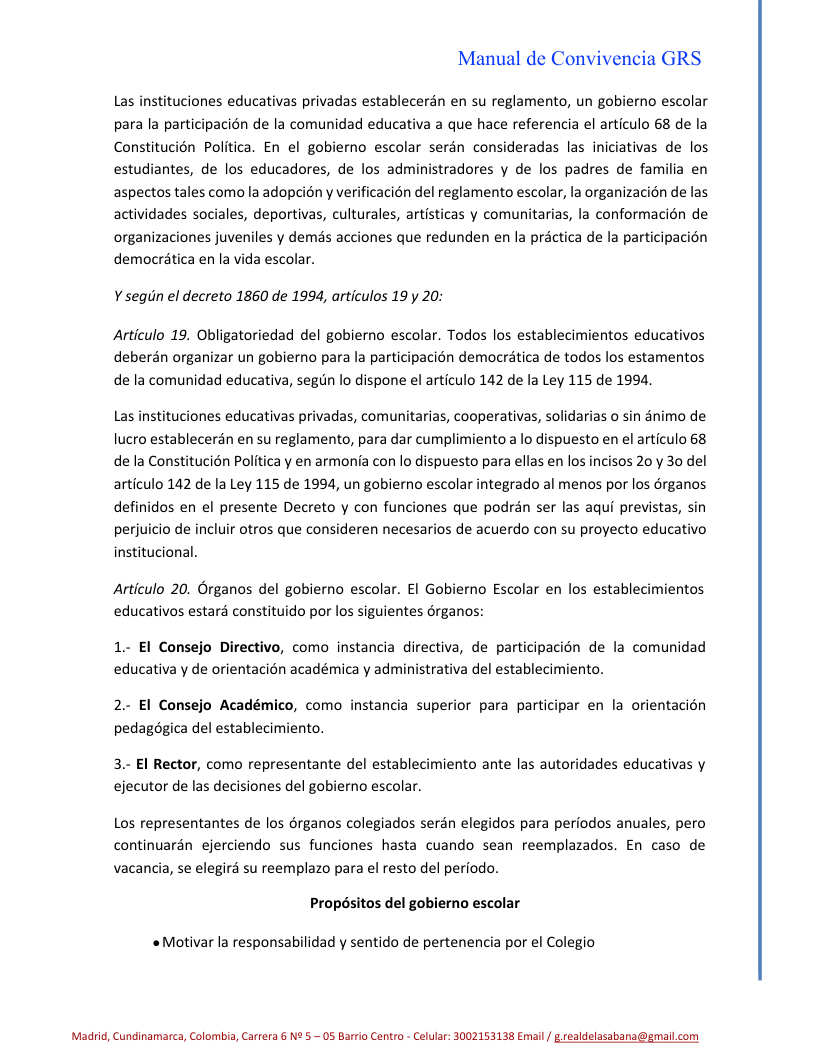 Manual de Convivencia GRS
Las instituciones educativas privadas establecerán en su reglamento, un gobierno escolar
para la participación de la comunidad educativa a que hace referencia el artículo 68 de la
Constitución Política. En el gobierno escolar serán consideradas las iniciativas de los
estudiantes, de los educadores, de los administradores y de los padres de familia en
aspectos tales como la adopción y verificación del reglamento escolar, la organización de las
actividades sociales, deportivas, culturales, artísticas y comunitarias, la conformación de
organizaciones juveniles y demás acciones que redunden en la práctica de la participación
democrática en la vida escolar.
Y según el decreto 1860 de 1994, artículos 19 y 20:
Artículo 19. Obligatoriedad del gobierno escolar. Todos los establecimientos educativos
deberán organizar un gobierno para la participación democrática de todos los estamentos
de la comunidad educativa, según lo dispone el artículo 142 de la Ley 115 de 1994.
Las instituciones educativas privadas, comunitarias, cooperativas, solidarias o sin ánimo de
lucro establecerán en su reglamento, para dar cumplimiento a lo dispuesto en el artículo 68
de la Constitución Política y en armonía con lo dispuesto para ellas en los incisos 2o y 3o del
artículo 142 de la Ley 115 de 1994, un gobierno escolar integrado al menos por los órganos
definidos en el presente Decreto y con funciones que podrán ser las aquí previstas, sin
perjuicio de incluir otros que consideren necesarios de acuerdo con su proyecto educativo
institucional.
Artículo 20. Órganos del gobierno escolar. El Gobierno Escolar en los establecimientos
educativos estará constituido por los siguientes órganos:
1.- El Consejo Directivo, como instancia directiva, de participación de la comunidad
educativa y de orientación académica y administrativa del establecimiento.
2.- El Consejo Académico, como instancia superior para participar en la orientación
pedagógica del establecimiento.
3.- El Rector, como representante del establecimiento ante las autoridades educativas y
ejecutor de las decisiones del gobierno escolar.
Los representantes de los órganos colegiados serán elegidos para períodos anuales, pero
continuarán ejerciendo sus funciones hasta cuando sean reemplazados. En caso de
vacancia, se elegirá su reemplazo para el resto del período.
Propósitos del gobierno escolar
• Motivar la responsabilidad y sentido de pertenencia por el Colegio
Madrid, Cundinamarca, Colombia, Carrera 6 Nº 5 – 05 Barrio Centro - Celular: 3002153138 Email / g.realdelasabana@gmail.com